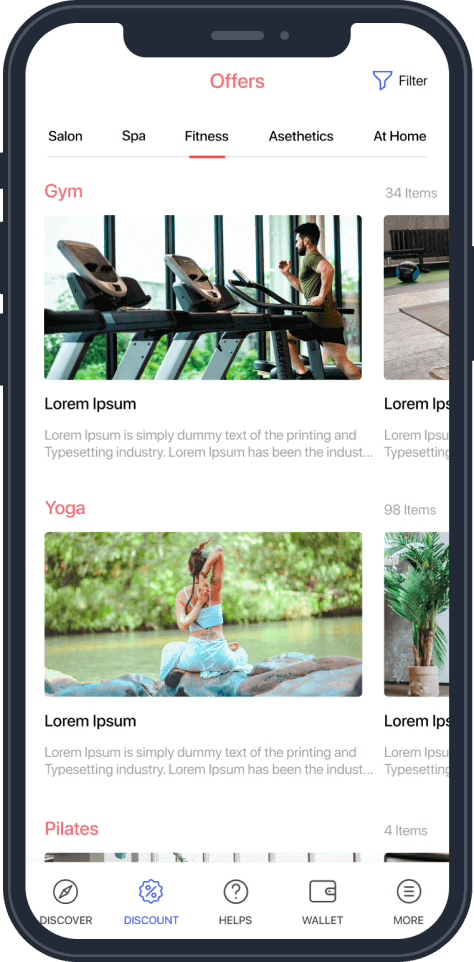 Offers
Filter
Salon Spa Fitness Asethetics At Home
Gym 34 Items
Lorem Ipsum
Lorem Ipsum is simply dummy text of the printing and
Typesetting industry. Lorem Ipsum has been the indust...
Lorem Ips
Lorem Ipsu
Typesetting
Yoga 98 Items
Lorem Ipsum
Lorem Ipsum is simply dummy text of the printing and
Typesetting industry. Lorem Ipsum has been the indust...
Lorem Ips
Lorem Ipsu
Typesetting
Pilates 4 Items
DISCOVER DISCOUNT HELPS WALLET MORE